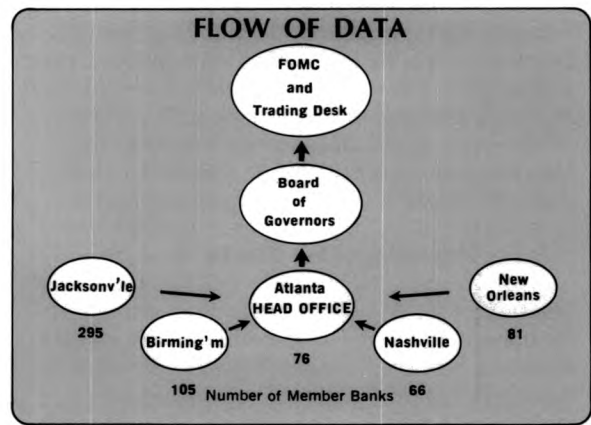 FLOW OF DATA
FOMC
and
Trading Desk
Board
of
Governors
Jacksonv'le
295
Birming'm
105
Atlanta
HEAD OFFICE
76
Nashville
66
New
Orleans
81
Number of Member Banks